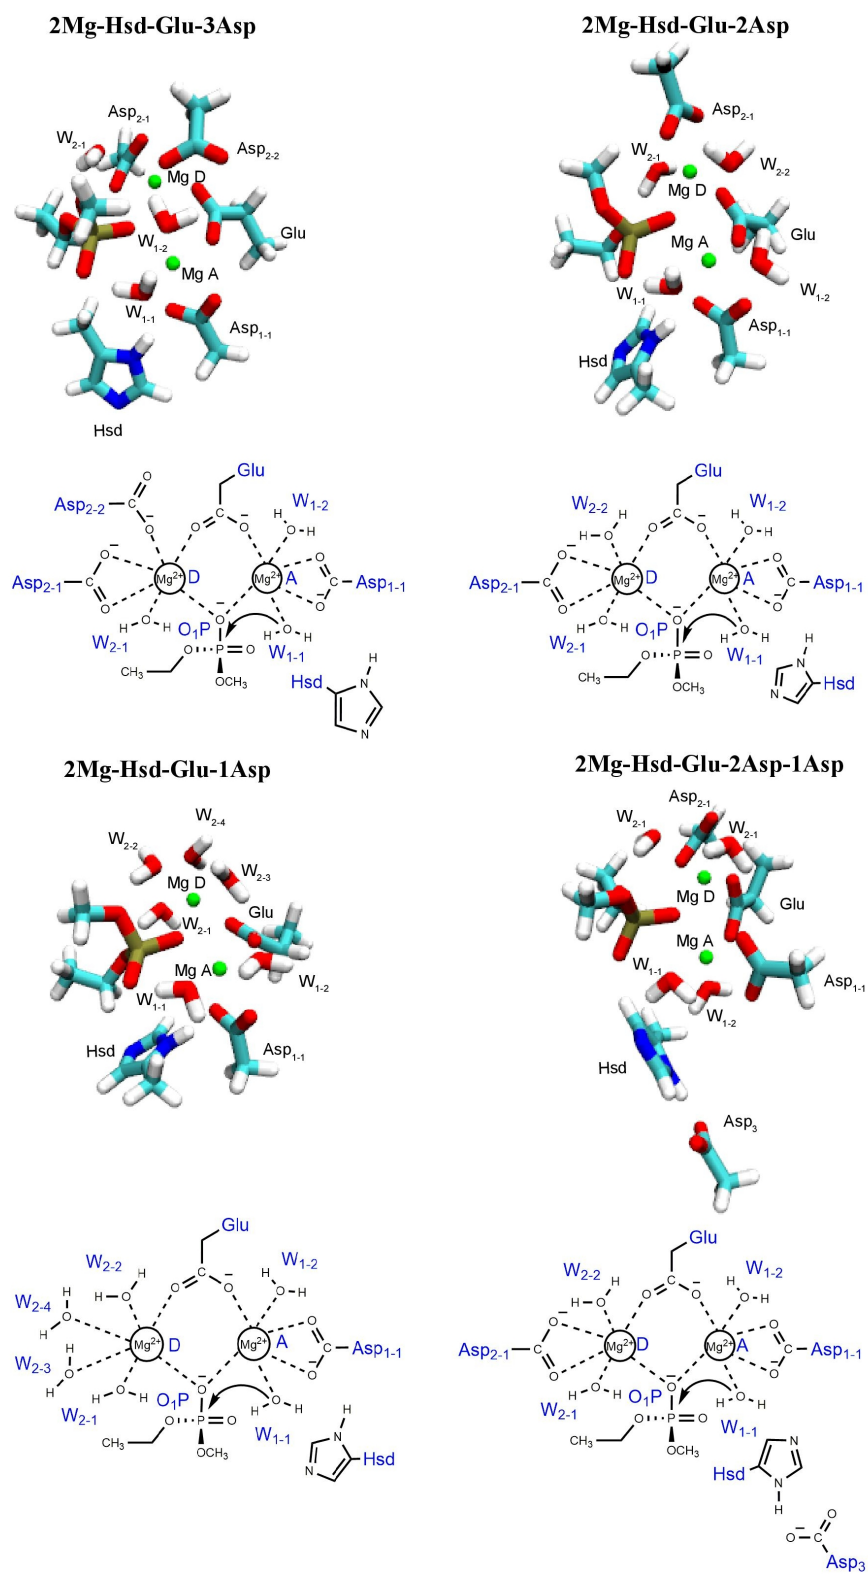 2Mg-Hsd-Glu-3Asp
Asp2-1
W2-1
Asp2-2
Mg D
Glu
W1-2
Mg A
W1-1
Asp1-1
Hsd
Glu
O
Asp2-2
C
O
−
W1-2
H
O
H
O
C
O
−
O
−
Mg2+
D
Mg2+
A
O
Asp2-1
C
O
O
C
O
−
Asp1-1
H
O
H
W2-1
O1P
O
−
H
O
H
W1-1
O
P
O
CH3
OCH3
Hsd
H
N
N
2Mg-Hsd-Glu-2Asp
Asp2-1
W2-1
W2-2
Mg D
Mg A
Glu
W1-1
W1-2
Asp1-1
Hsd
Glu
W2-2
W1-2
H
H
O
O
C
O
−
H
O
H
O
−
Mg2+
D
Mg2+
A
O
Asp2-1
C
O
C
O
−
Asp1-1
H
O
H
W2-1
O1P
O
−
H
O
H
W1-1
O
P
O
CH3
OCH3
H
N
N
Hsd
2Mg-Hsd-Glu-1Asp
W2-4
W2-2
W2-3
Mg D
Glu
W2-1
Mg A
W1-2
W1-1
Hsd
Asp1-1
Glu
W2-2
W1-2
H
H
O
O
C
O
−
H
O
H
W2-4
H
H
O
Mg2+
D
Mg2+
A
O
C
O
−
Asp1-1
W2-3
H
H
O
H
O
H
W2-1
O1P
O
−
H
O
H
W1-1
O
P
O
CH3
OCH3
H
N
N
Hsd
2Mg-Hsd-Glu-2Asp-1Asp
Asp2-1
W2-1
W2-1
Mg D
Glu
Mg A
W1-1
Asp1-1
W1-2
Hsd
Asp3
Glu
W2-2
W1-2
H
H
O
O
C
O
−
H
O
H
O
−
Mg2+
D
Mg2+
A
O
Asp2-1
C
O
C
O
−
Asp1-1
H
O
H
W2-1
O1P
O
−
H
O
H
W1-1
O
P
O
CH3
OCH3
Hsd
N
N
H
O
−
C
O
Asp3